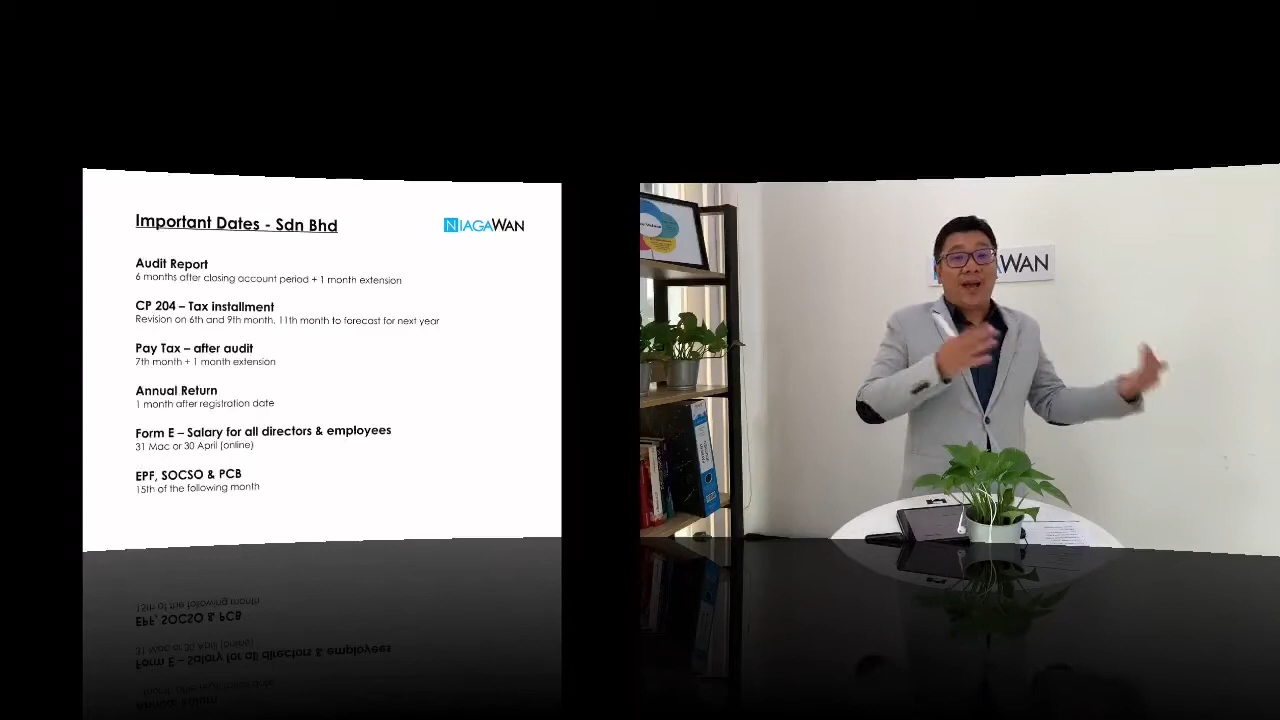 Important Dates - Sdn Bhd
NIAGAWAN
Audit Report
6 months after closing account period + 1 month extension
CP 204 – Tax installment
Revision on 6th and 9th month, 11th month to forecast for next year
Pay Tax – after audit
7th month + 1 month extension
Annual Return
1 month after registration date
Form E – Salary for all directors & employees
31 Mac or 30 April (online)
EPF, SOCSO & PCB
15th of the following month
AWAN